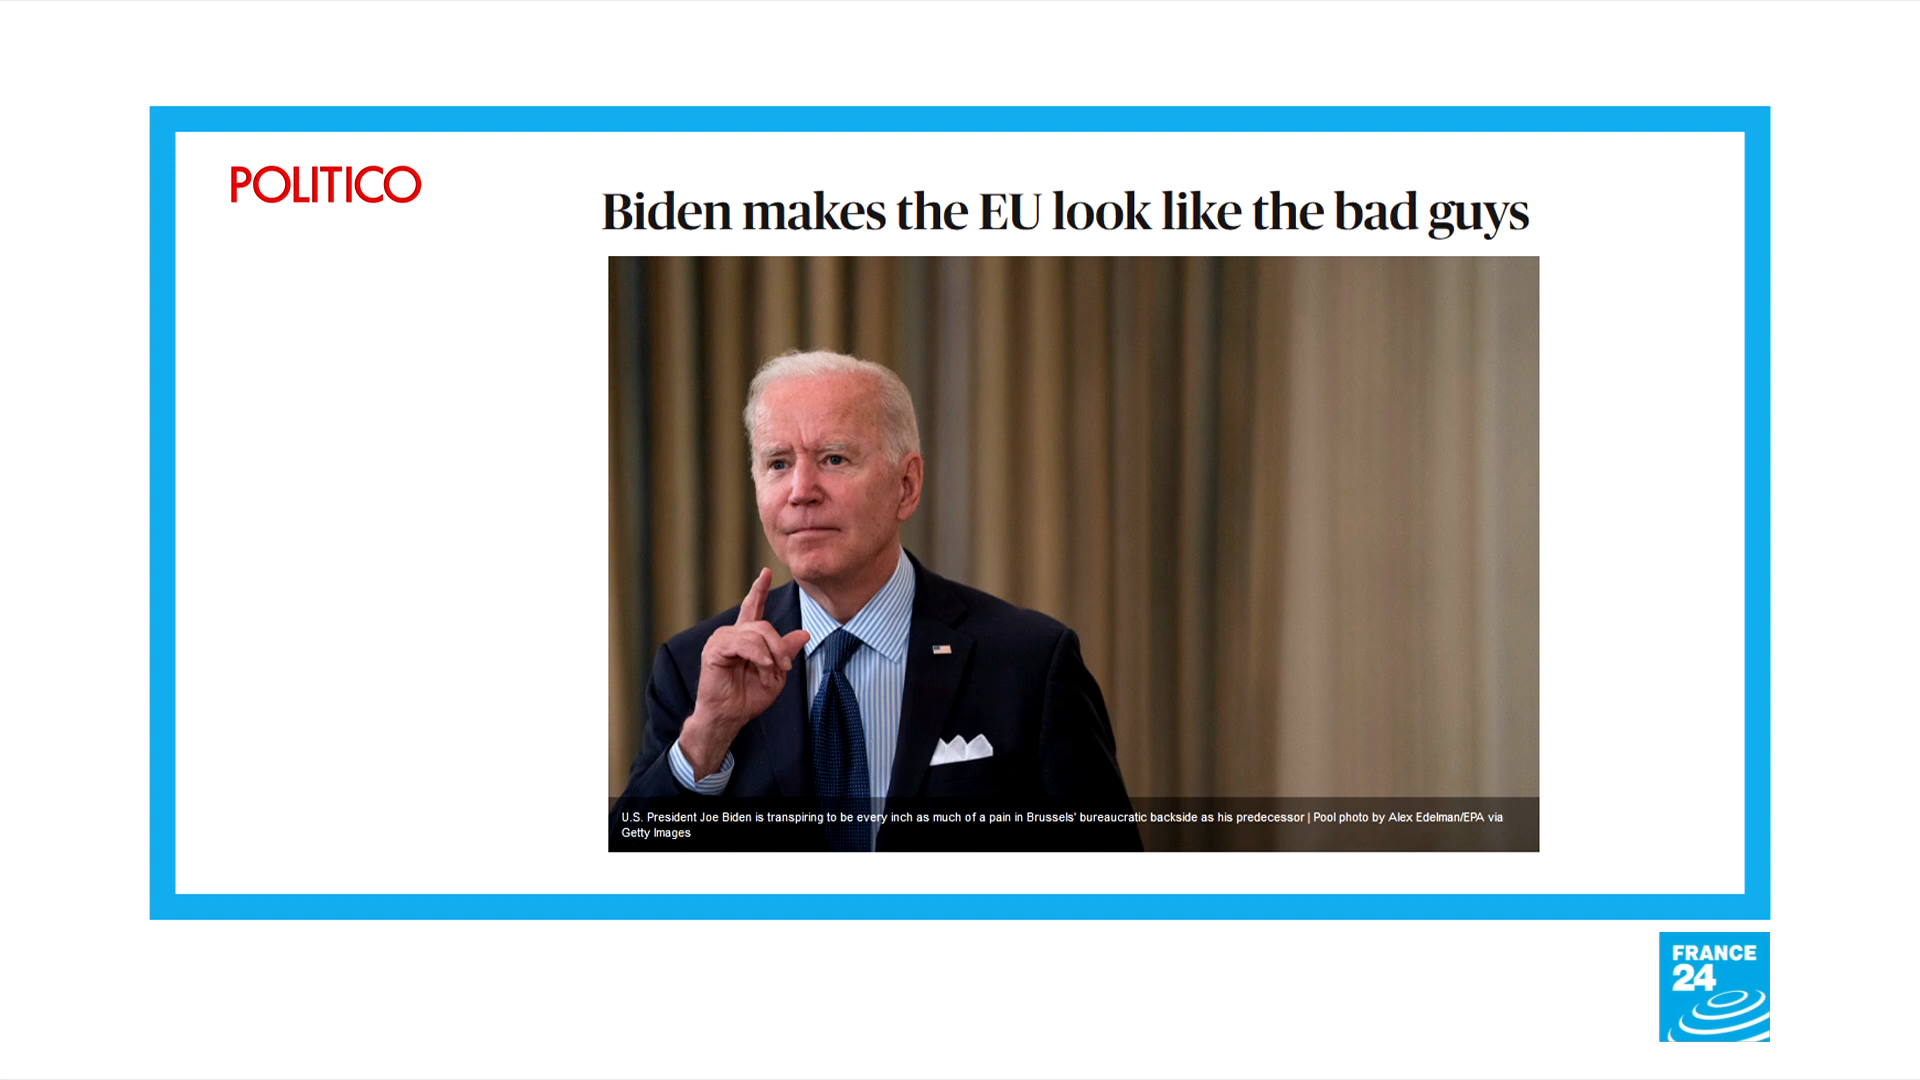 POLITICO
Biden makes the EU look like the bad guys
U.S. President Joe Biden is transpiring to be every inch as much of a pain in Brussels' bureaucratic backside as his predecessor | Pool photo by Alex Edelman/EPA via
Getty Images
FRANCE
24